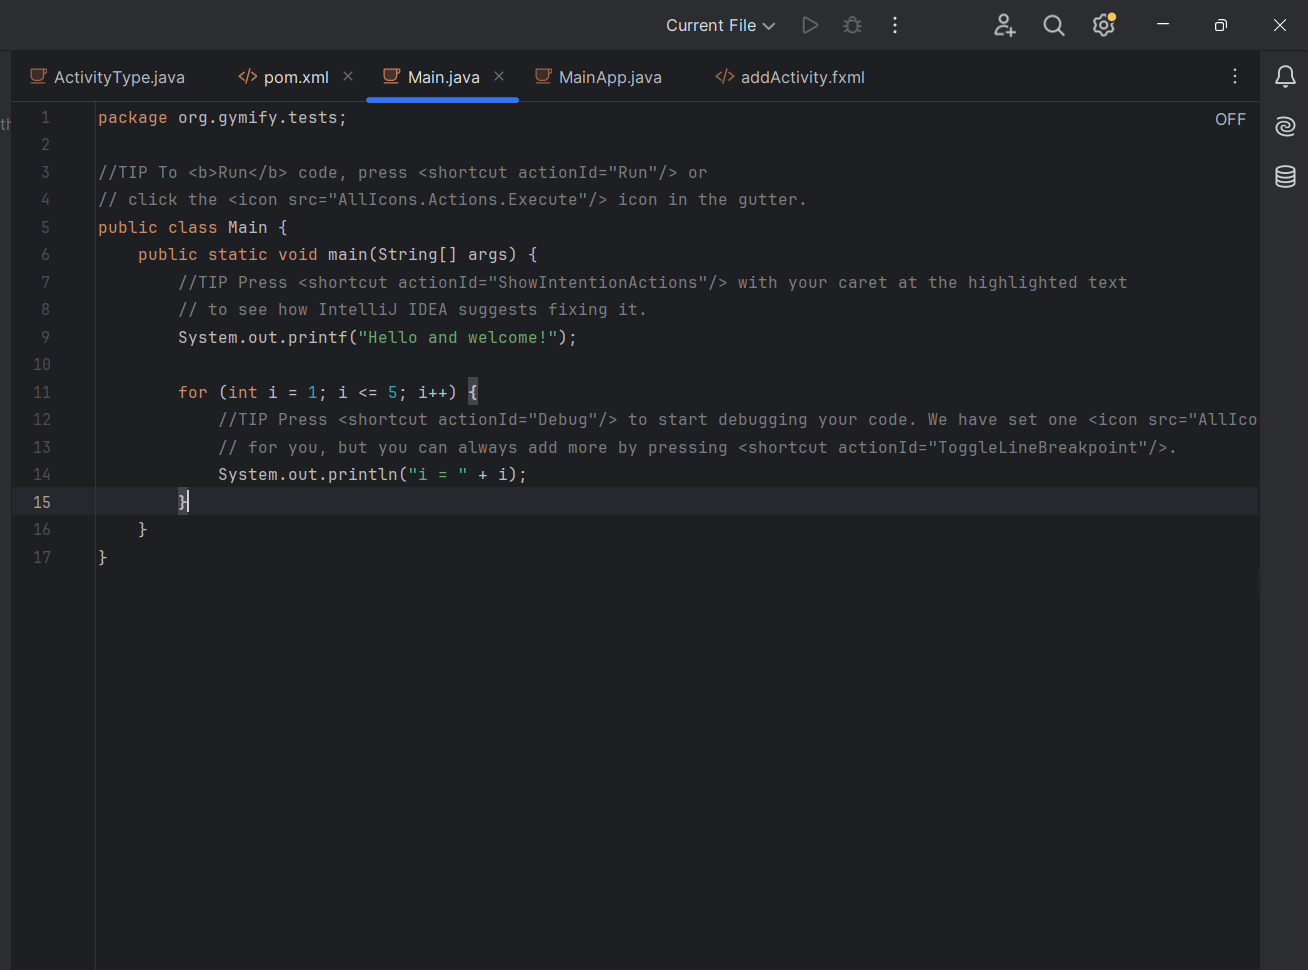 Current File
ActivityType.java pom.xml Main.java MainApp.java addActivity.fxml
OFF
1 package org.gymify.tests;
2
3 //TIP To <b>Run</b> code, press <shortcut actionId="Run"/> or
4 // click the <icon src="AllIcons.Actions.Execute"/> icon in the gutter.
5 public class Main {
6 public static void main(String[] args) {
7 //TIP Press <shortcut actionId="ShowIntentionActions"/> with your caret at the highlighted text
8 // to see how IntelliJ IDEA suggests fixing it.
9 System.out.printf("Hello and welcome!");
10
11 for (int i = 1; i <= 5; i++) {
12 //TIP Press <shortcut actionId="Debug"/> to start debugging your code. We have set one <icon src="AllIco
13 // for you, but you can always add more by pressing <shortcut actionId="ToggleLineBreakpoint"/>.
14 System.out.println("i = " + i);
15 }
16 }
17 }